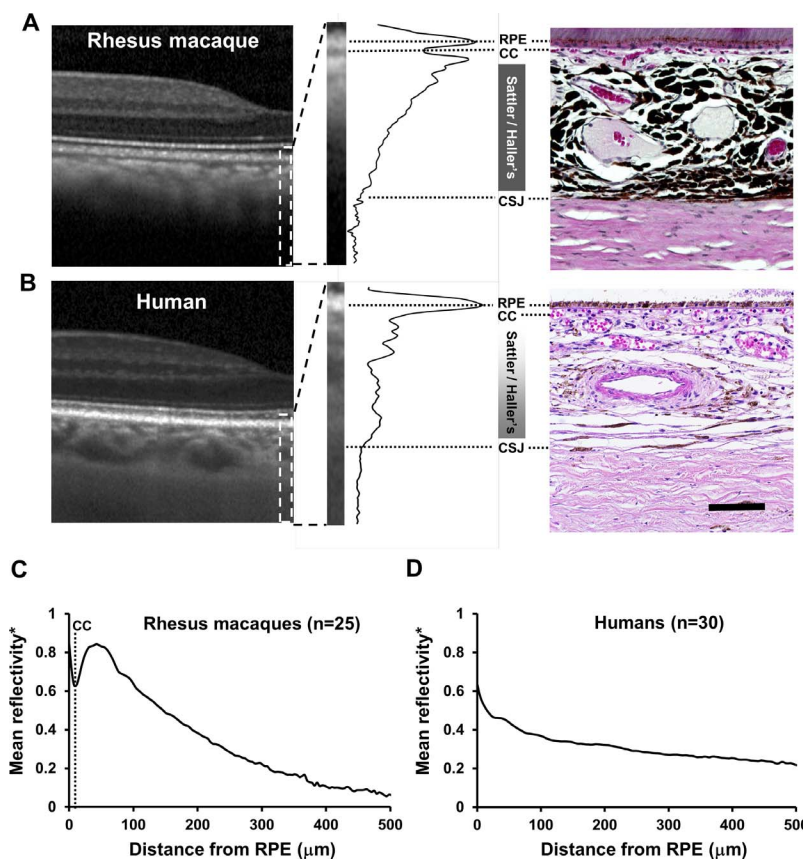 A
Rhesus macaque
RPE
CC
Sattler / Haller's
CSJ
B
Human
RPE
CC
Sattler / Haller's
CSJ
C
CC
Rhesus macaques (n=25)
Mean reflectivity*
1
0.8
0.6
0.4
0.2
0
0 100 200 300 400 500
Distance from RPE (μm)
D
Humans (n=30)
Mean reflectivity*
1
0.8
0.6
0.4
0.2
0
0 100 200 300 400 500
Distance from RPE (μm)